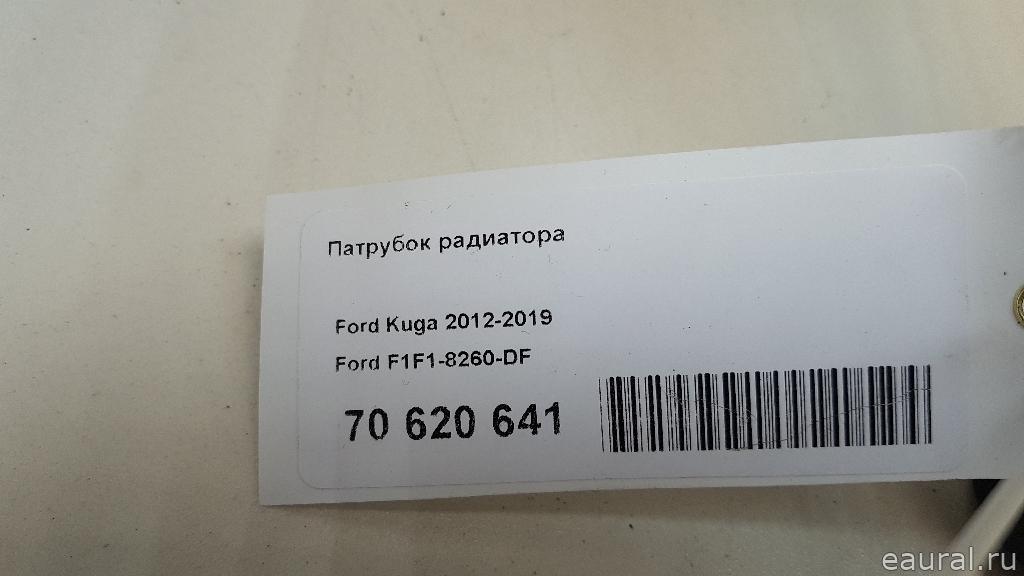 Патрубок радиатора
Ford Kuga 2012-2019
Ford F1F1-8260-DF
70 620 641
eaural.ru